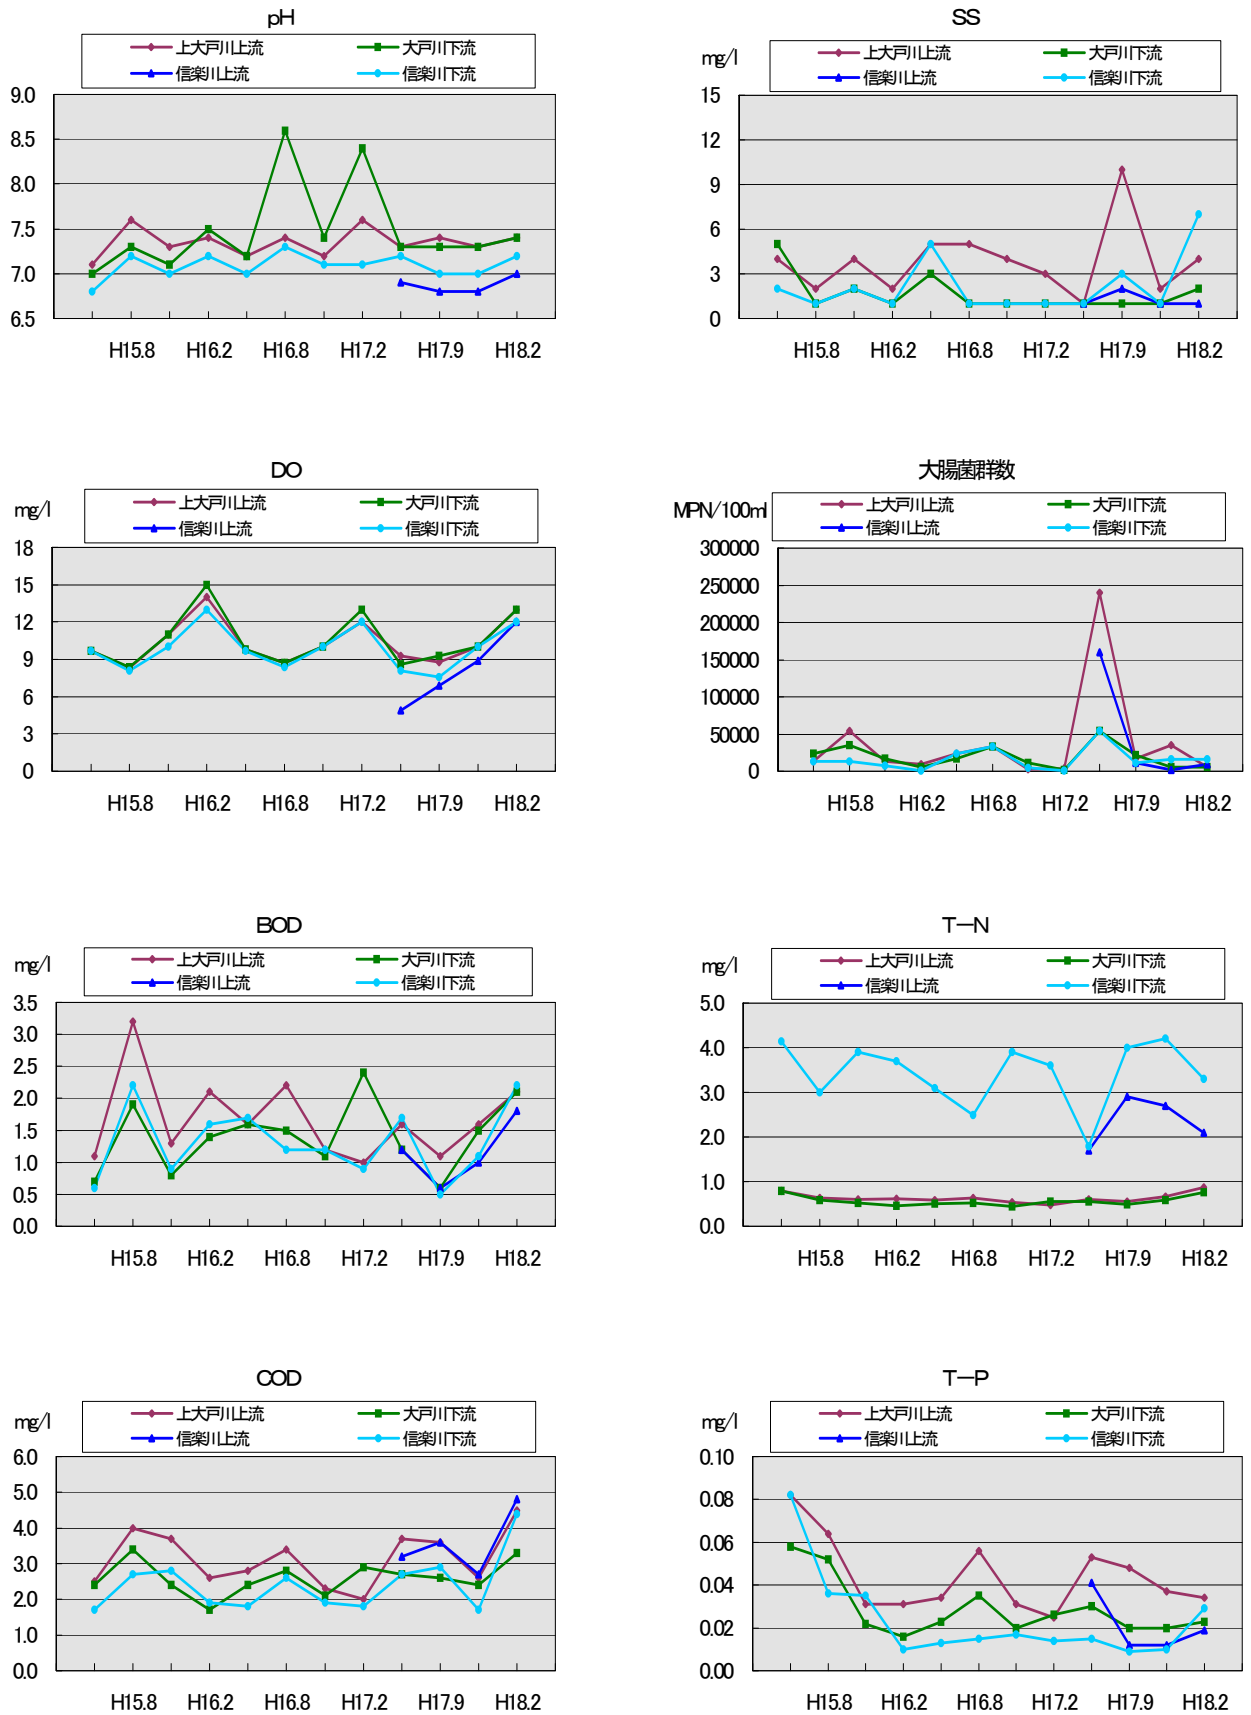 pH
上大戸川上流 大戸川下流
信楽川上流 信楽川下流
9.0
8.5
8.0
7.5
7.0
6.5
H15.8 H16.2 H16.8 H17.2 H17.9 H18.2
SS
mg/l
上大戸川上流 大戸川下流
信楽川上流 信楽川下流
15
12
9
6
3
0
H15.8 H16.2 H16.8 H17.2 H17.9 H18.2
DO
mg/l
上大戸川上流 大戸川下流
信楽川上流 信楽川下流
18
15
12
9
6
3
0
H15.8 H16.2 H16.8 H17.2 H17.9 H18.2
大腸菌群数
MPN/100ml
上大戸川上流 大戸川下流
信楽川上流 信楽川下流
300000
250000
200000
150000
100000
50000
0
H15.8 H16.2 H16.8 H17.2 H17.9 H18.2
BOD
mg/l
上大戸川上流 大戸川下流
信楽川上流 信楽川下流
3.5
3.0
2.5
2.0
1.5
1.0
0.5
0.0
H15.8 H16.2 H16.8 H17.2 H17.9 H18.2
T−N
mg/l
上大戸川上流 大戸川下流
信楽川上流 信楽川下流
5.0
4.0
3.0
2.0
1.0
0.0
H15.8 H16.2 H16.8 H17.2 H17.9 H18.2
COD
mg/l
上大戸川上流 大戸川下流
信楽川上流 信楽川下流
6.0
5.0
4.0
3.0
2.0
1.0
0.0
H15.8 H16.2 H16.8 H17.2 H17.9 H18.2
T−P
mg/l
上大戸川上流 大戸川下流
信楽川上流 信楽川下流
0.10
0.08
0.06
0.04
0.02
0.00
H15.8 H16.2 H16.8 H17.2 H17.9 H18.2